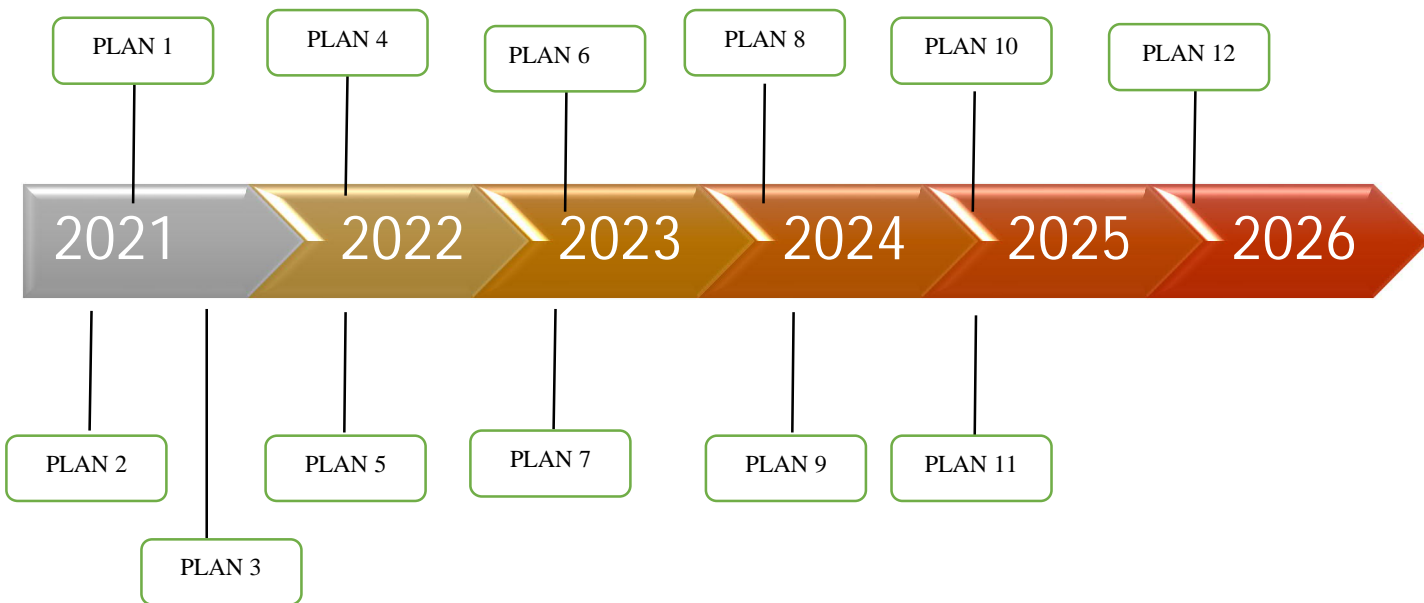 PLAN 1
PLAN 4
PLAN 6
PLAN 8
PLAN 10
PLAN 12
2021
2022
2023
2024
2025
2026
PLAN 2
PLAN 5
PLAN 7
PLAN 9
PLAN 11
PLAN 3